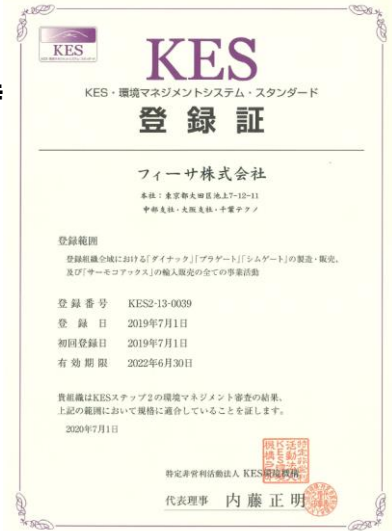 KES
KES
KES・環境マネジメントシステム・スタンダード
登録証
フィーサ株式会社
本社：東京都大田区池上7-12-11
中部支社・大阪支社・千葉テクノ
登録範囲
登録組織全域における「ダイナック」「プラゲート」「シムゲート」の製造・販売、
及び「サーモコアックス」の輸入販売の全ての事業活動
登録番号 KES2-13-0039
登録日 2019年7月1日
初回登録日 2019年7月1日
有効期限 2022年6月30日
貴組織はKESステップ2の環境マネジメント審査の結果、
上記の範囲において規格に適合していることを証します。
2020年7月1日
特定非営利活動法人 KES環境機構
代表理事 内藤正明